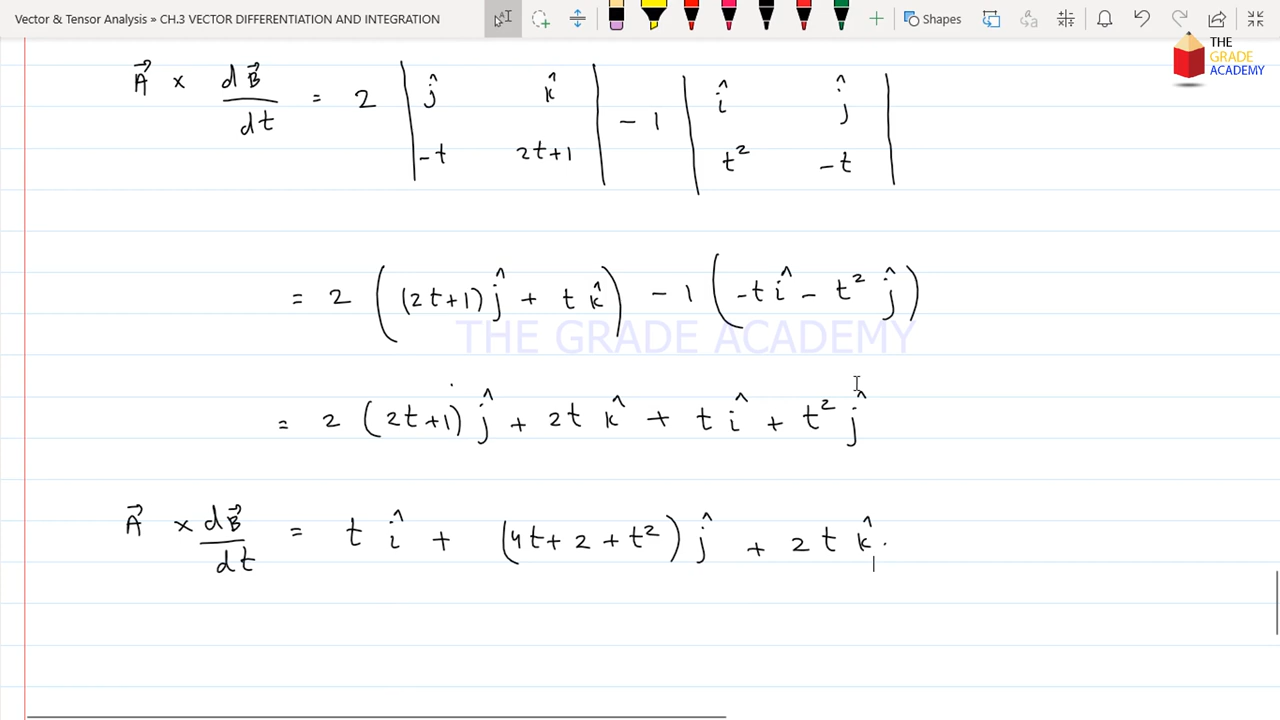 Vector & Tensor Analysis » CH.3 VECTOR DIFFERENTIATION AND INTEGRATION
Shapes
THE GRADE ACADEMY
A⃗ × dB⃗/dt = 2 |ĵ k̂; -t 2t+1| - 1 |î ĵ; t² -t|
= 2 ((2t+1) ĵ + t k̂) - 1 (-t î - t² ĵ)
THE GRADE ACADEMY
= 2 (2t+1) ĵ + 2t k̂ + t î + t² ĵ
A⃗ × dB⃗/dt = t î + (4t + 2 + t²) ĵ + 2 t k̂.